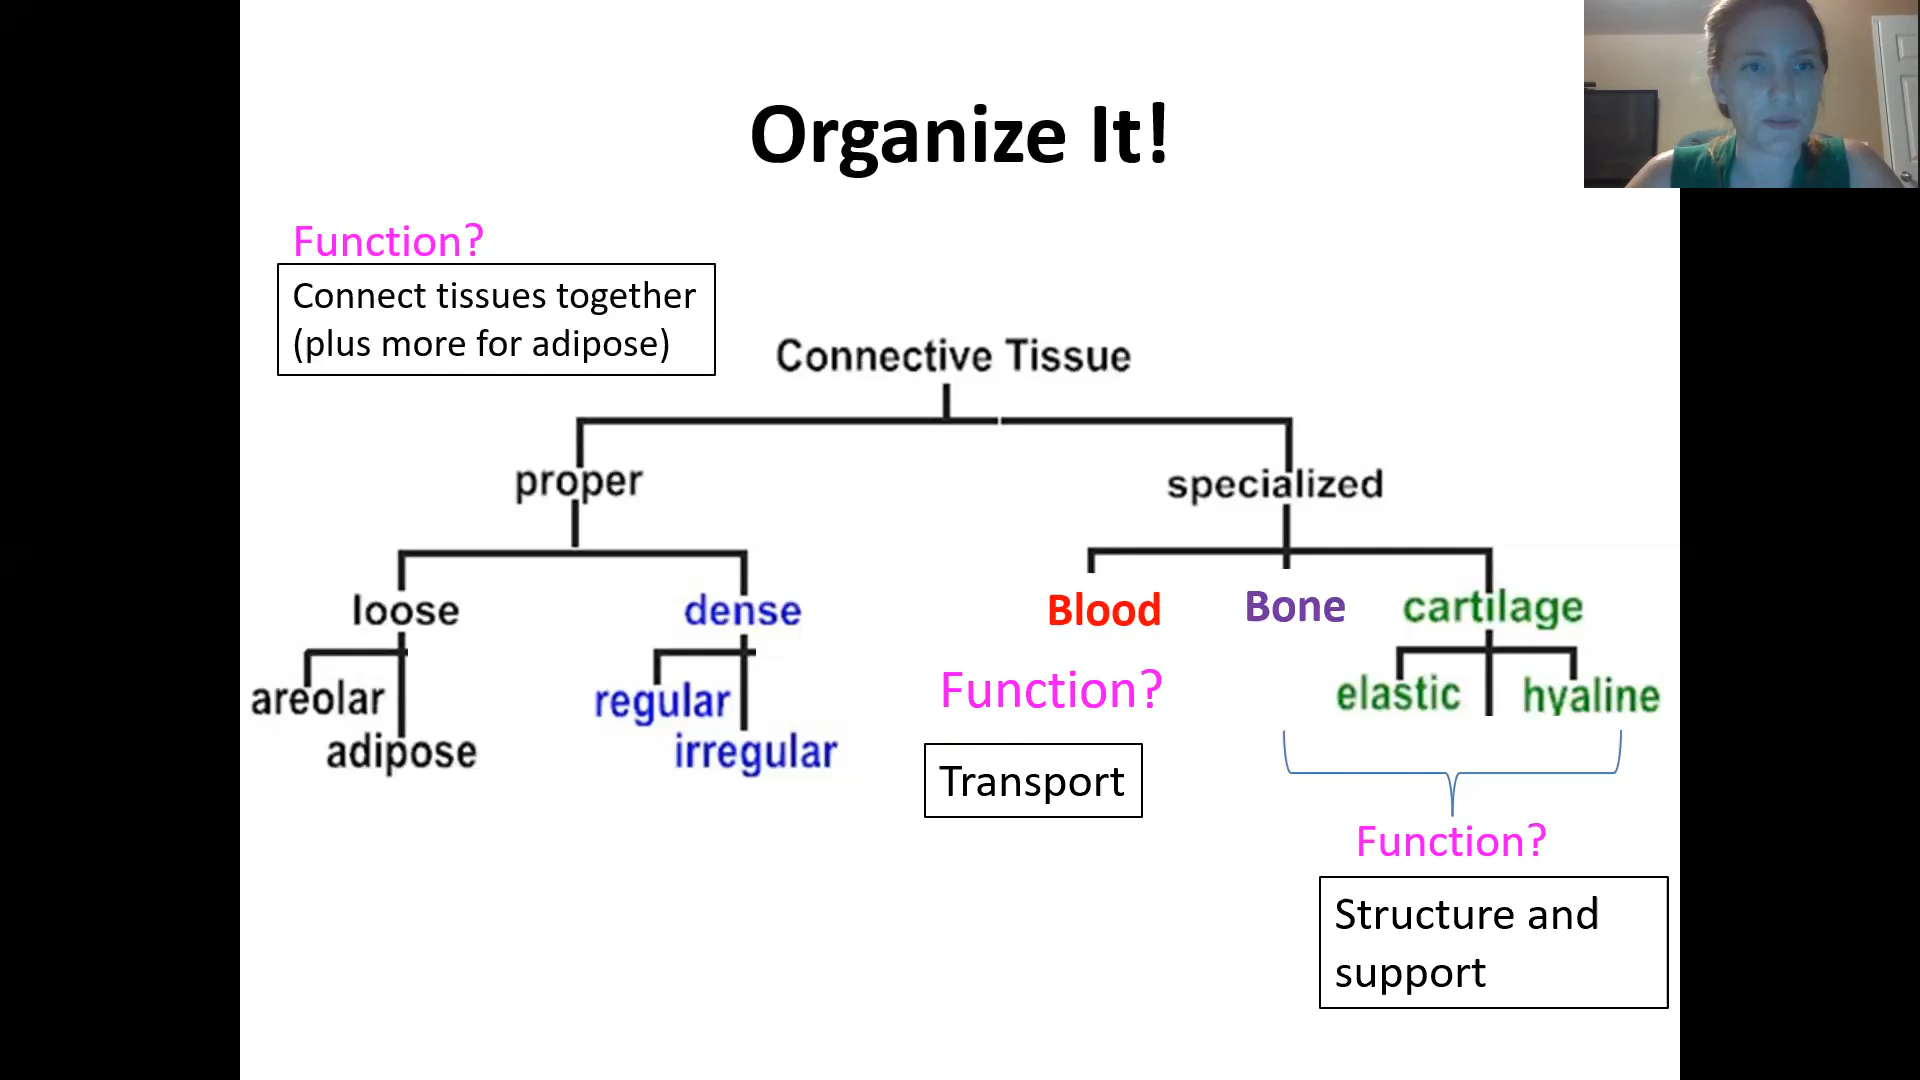 Organize It!
Function?
Connect tissues together
(plus more for adipose)
Connective Tissue
proper
specialized
loose
dense
Blood
Bone
cartilage
areolar
adipose
regular
irregular
Function?
Transport
elastic
hyaline
Function?
Structure and
support